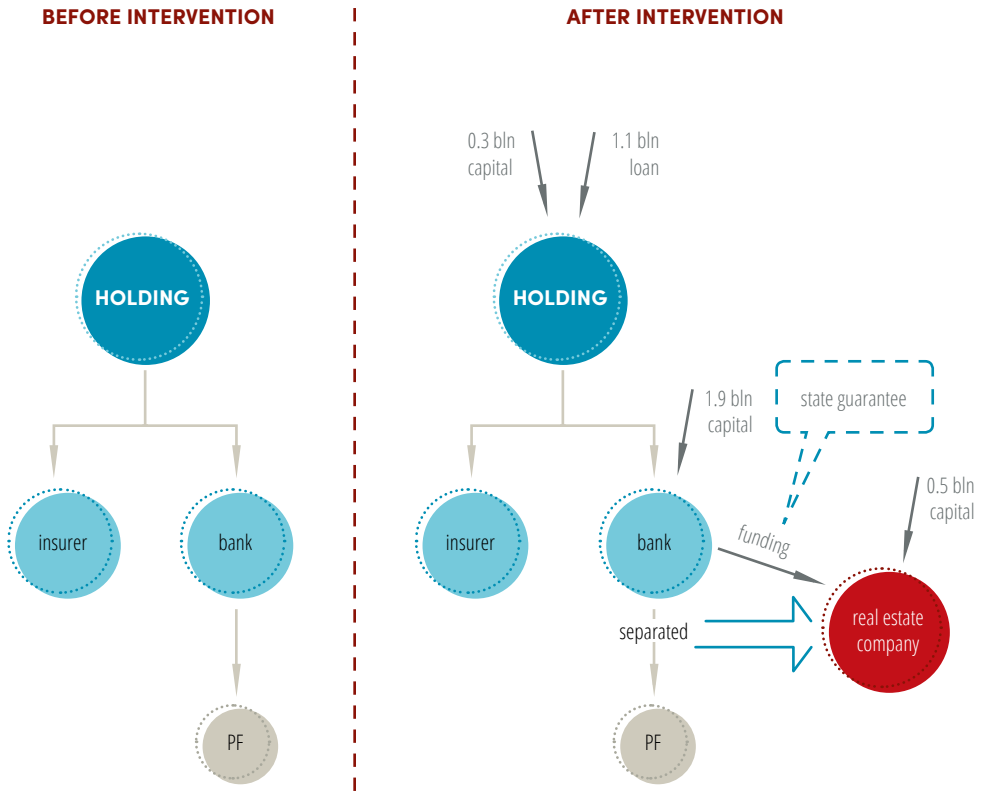 BEFORE INTERVENTION
HOLDING
insurer
bank
PF
AFTER INTERVENTION
0.3 bln
capital
1.1 bln
loan
HOLDING
1.9 bln
capital
state guarantee
insurer
bank
funding
0.5 bln
capital
separated
real estate
company
PF